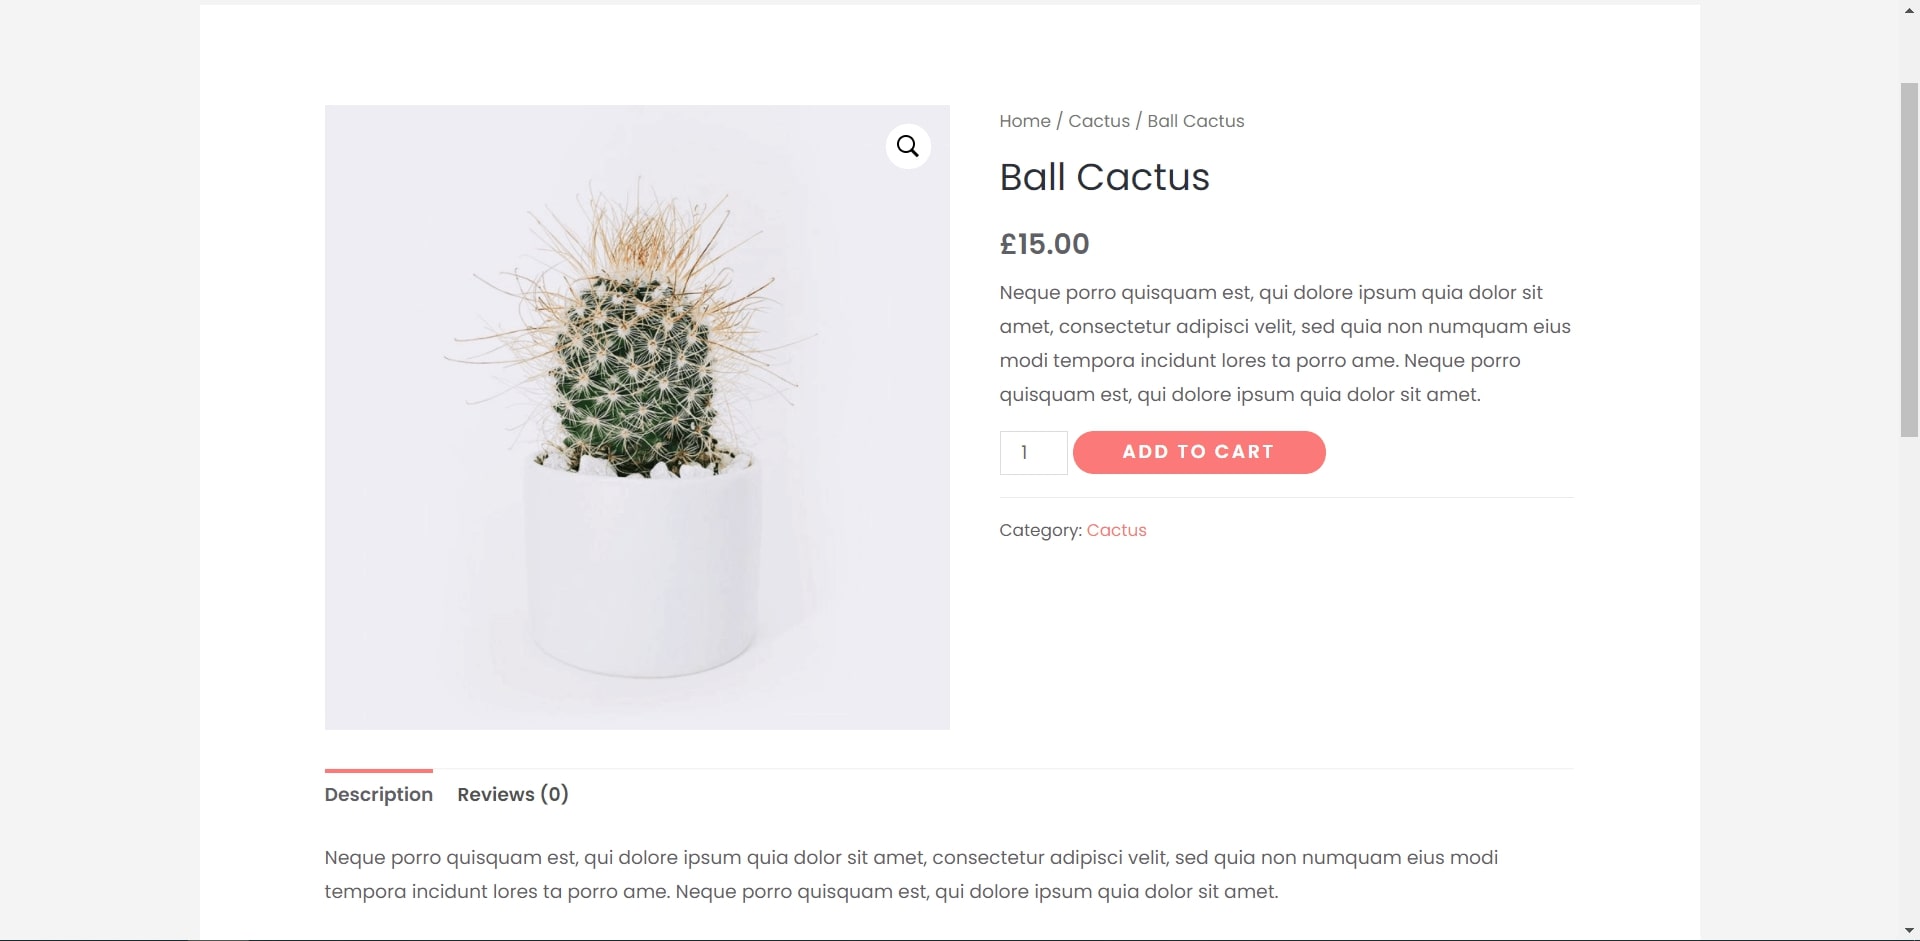 Home / Cactus / Ball Cactus
Ball Cactus
£15.00
Neque porro quisquam est, qui dolore ipsum quia dolor sit
amet, consectetur adipisci velit, sed quia non numquam eius
modi tempora incidunt lores ta porro ame. Neque porro
quisquam est, qui dolore ipsum quia dolor sit amet.
1
ADD TO CART
Category: Cactus
Description
Reviews (0)
Neque porro quisquam est, qui dolore ipsum quia dolor sit amet, consectetur adipisci velit, sed quia non numquam eius modi
tempora incidunt lores ta porro ame. Neque porro quisquam est, qui dolore ipsum quia dolor sit amet.